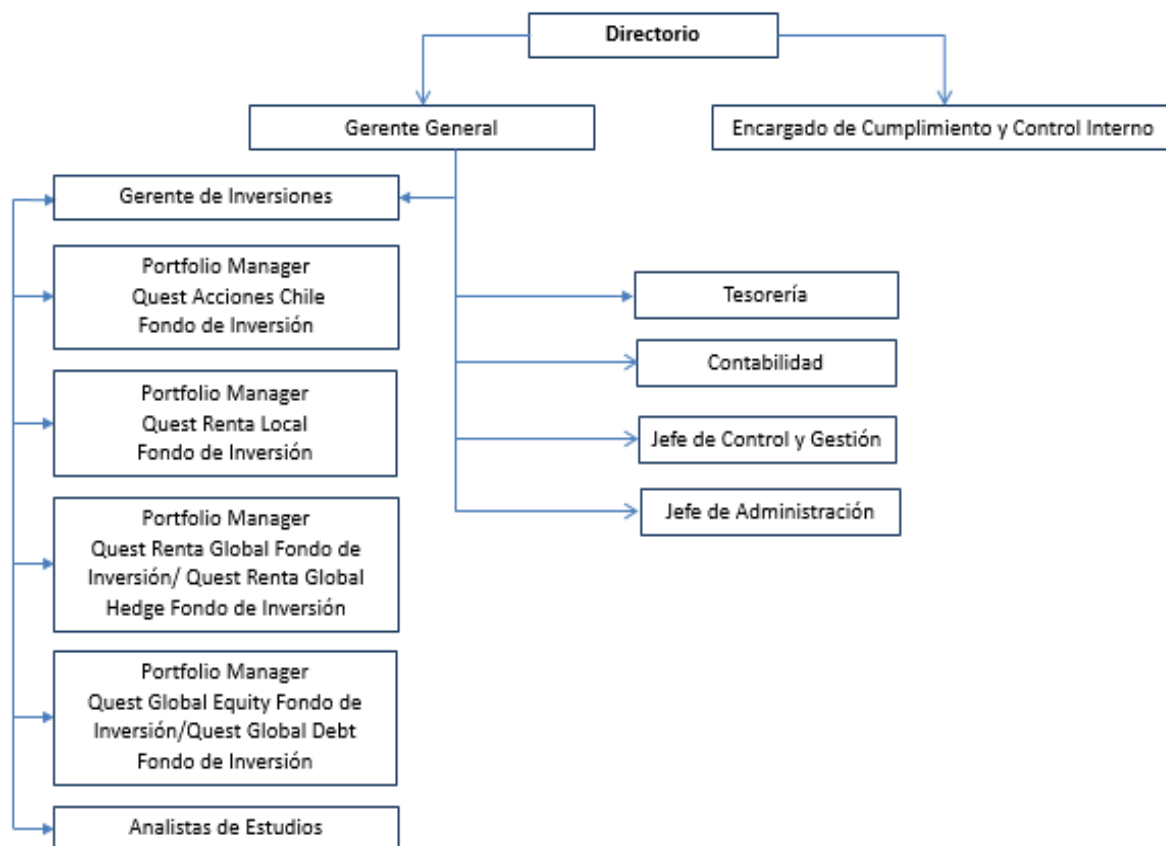 Directorio
Gerente General
Encargado de Cumplimiento y Control Interno
Gerente de Inversiones
Portfolio Manager
Quest Acciones Chile
Fondo de Inversión
Tesorería
Contabilidad
Portfolio Manager
Quest Renta Local
Fondo de Inversión
Jefe de Control y Gestión
Jefe de Administración
Portfolio Manager
Quest Renta Global Fondo de
Inversión/ Quest Renta Global
Hedge Fondo de Inversión
Portfolio Manager
Quest Global Equity Fondo de
Inversión/Quest Global Debt
Fondo de Inversión
Analistas de Estudios